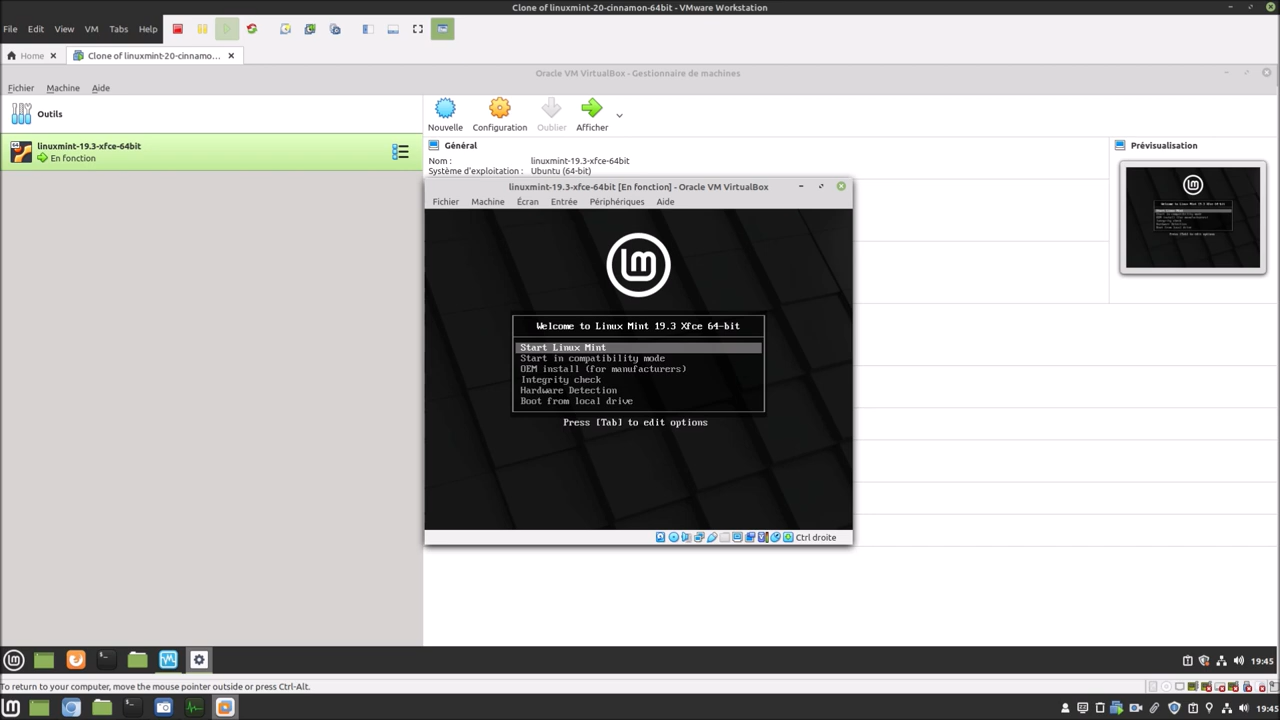 Clone of linuxmint-20-cinnamon-64bit - VMware Workstation
File Edit View VM Tabs Help
Home Clone of linuxmint-20-cinnamo...
Oracle VM VirtualBox - Gestionnaire de machines
Fichier Machine Aide
Outils
Nouvelle Configuration Oublier Afficher
linuxmint-19.3-xfce-64bit
En fonction
Général
Nom : linuxmint-19.3-xfce-64bit
Système d'exploitation : Ubuntu (64-bit)
Prévisualisation
linuxmint-19.3-xfce-64bit [En fonction] - Oracle VM VirtualBox
Fichier Machine Écran Entrée Périphériques Aide
Welcome to Linux Mint 19.3 Xfce 64-bit
Start Linux Mint
Start in compatibility mode
OEM install (for manufacturers)
Integrity check
Hardware Detection
Boot from local drive
Press [Tab] to edit options
Ctrl droite
19:45
To return to your computer, move the mouse pointer outside or press Ctrl-Alt.
19:45